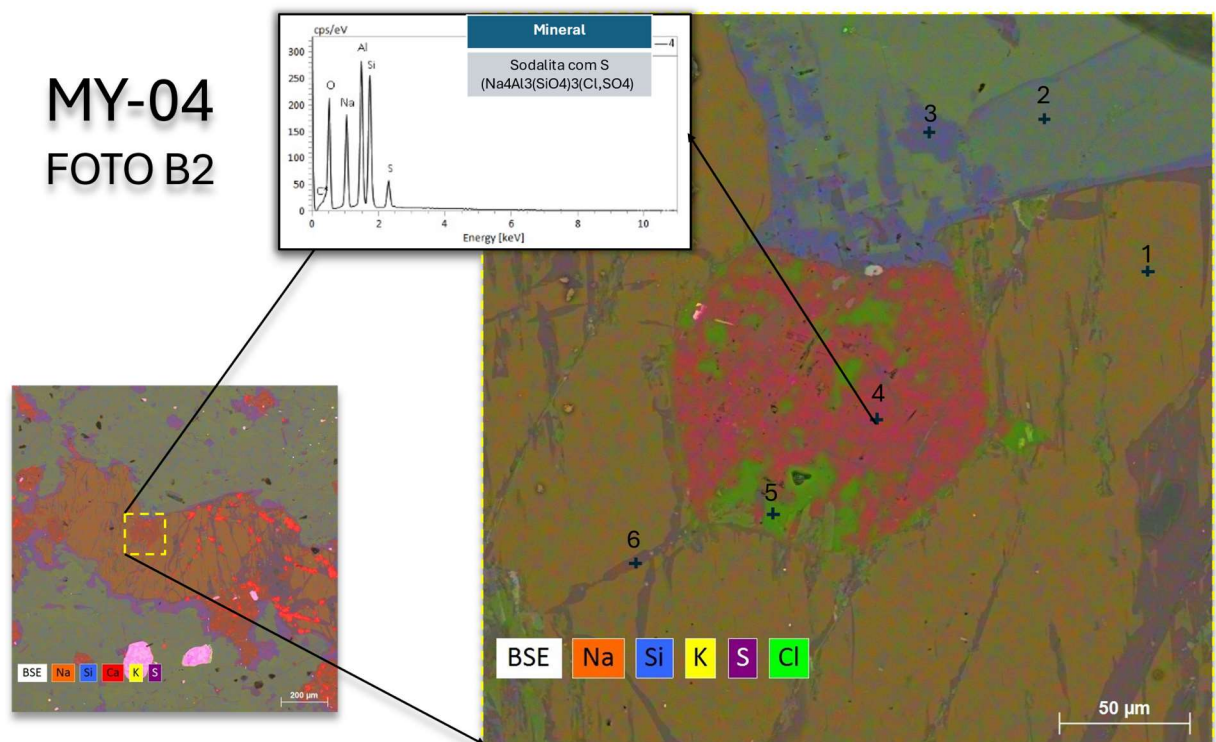 MY-04
FOTO B2
cps/eV
300
250
200
150
100
50
0
0
2
4
6
8
10
Energy [keV]
C
O
Na
Al
Si
S
4
Mineral
Sodalita com S
(Na4Al3(SiO4)3(Cl,SO4)
1
2
3
4
5
6
BSE Na Si K S Cl
50 µm
BSE Na Si Ca K S
200 µm